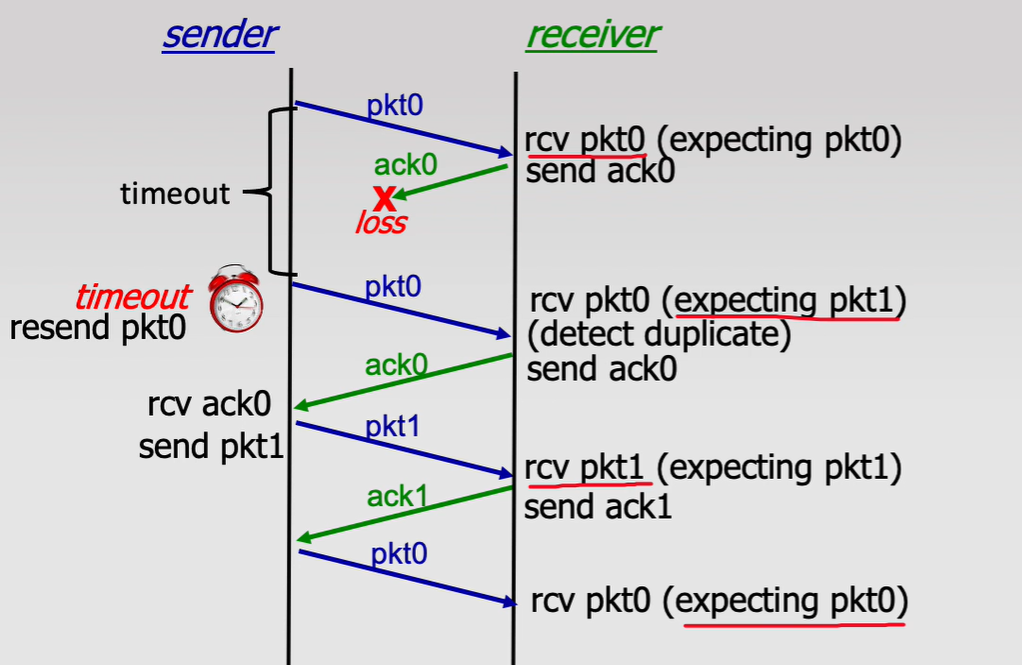 sender
receiver
pkt0
rcv pkt0 (expecting pkt0)
ack0
send ack0
timeout
X
loss
pkt0
timeout
resend pkt0
rcv pkt0 (expecting pkt1)
(detect duplicate)
ack0
send ack0
rcv ack0
pkt1
send pkt1
rcv pkt1 (expecting pkt1)
ack1
send ack1
pkt0
rcv pkt0 (expecting pkt0)